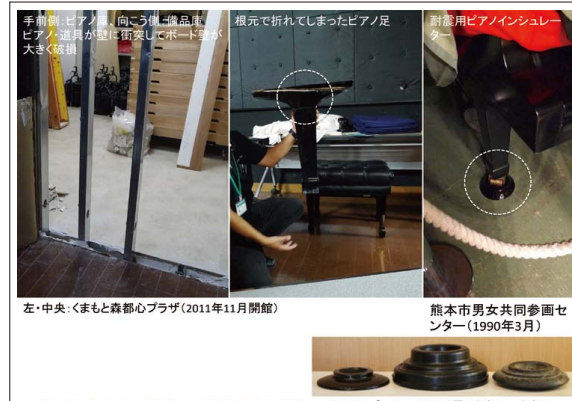 手前側:ピアノ庫、向こう側:備品庫
ピアノ・道具が壁に衝突してボード壁が
大きく破損
根元で折れてしまったピアノ足
耐震用ピアノインシュレー
ター
左・中央:くまもと森都心プラザ(2011年11月開館)
熊本市男女共同参画セ
ンター(1990年3月)